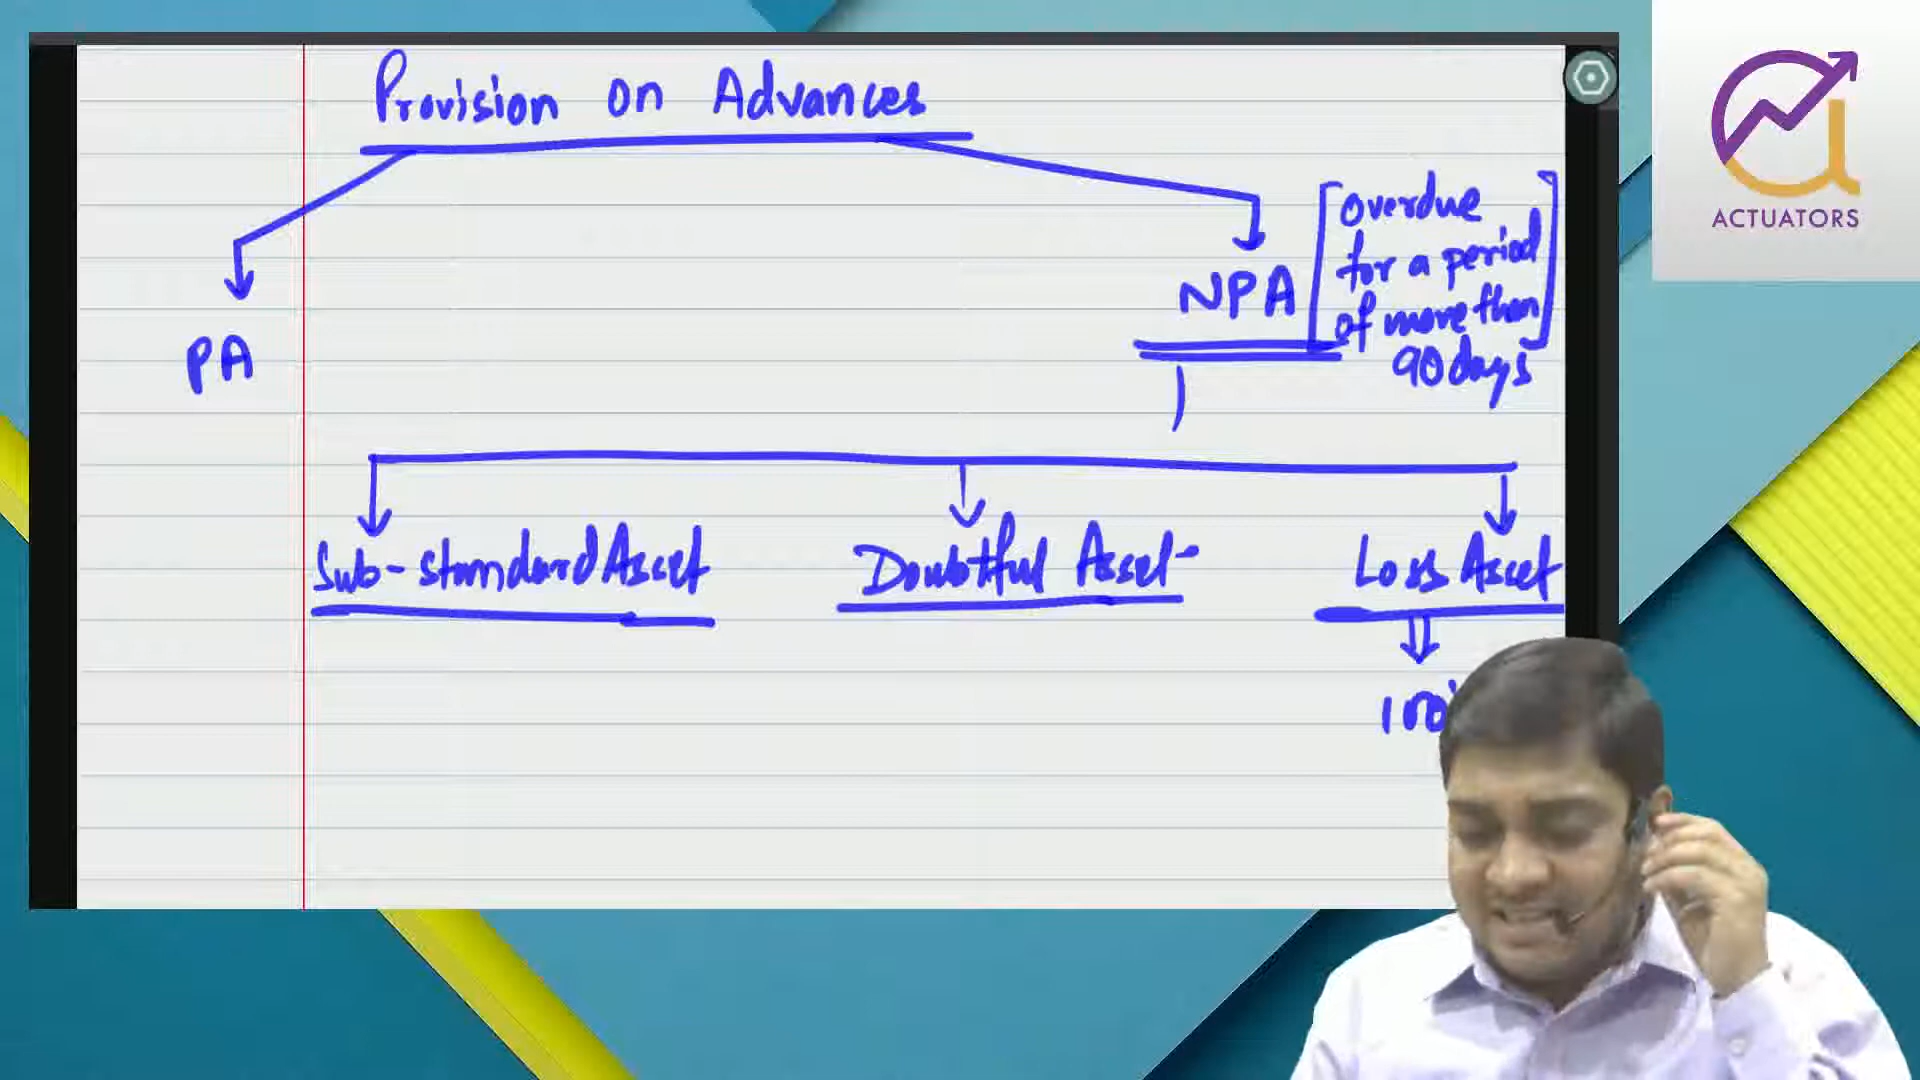 Provision on Advances
PA
NPA
overdue
for a period
of more than
90 days
Sub-standard Asset
Doubtful Asset
Loss Asset
100
ACTUATORS